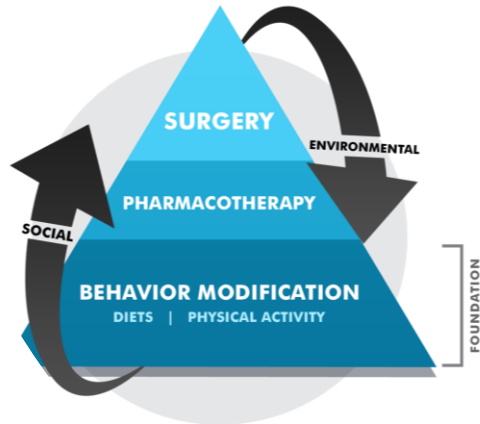 SURGERY
ENVIRONMENTAL
PHARMACOTHERAPY
SOCIAL
BEHAVIOR MODIFICATION
DIETS | PHYSICAL ACTIVITY
FOUNDATION